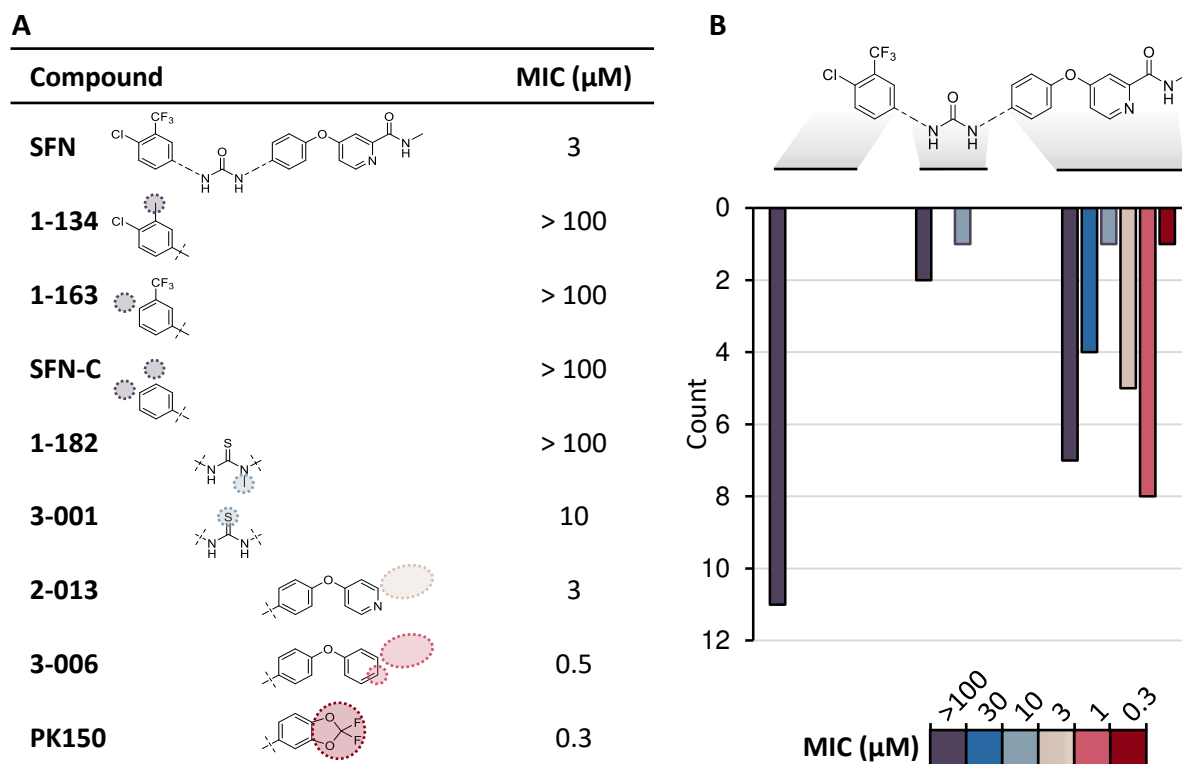 A
Compound MIC (µM)
SFN 3
CF3
Cl
O
N
H
N
H
O
N
O
N
H
1-134 > 100
Cl
1-163 > 100
CF3
SFN-C > 100
1-182 > 100
S
N
H
N
3-001 10
S
N
H
N
H
2-013 3
O
N
3-006 0.5
O
PK150 0.3
O
O
F
F
B
CF3
Cl
O
N
H
N
H
O
N
O
N
H
0
2
4
6
8
10
12
Count
>100 30 10 3 1 0.3
MIC (µM)